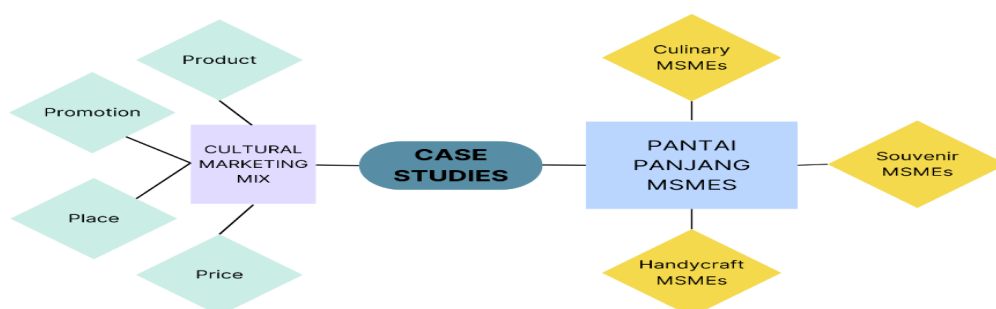 Product
Promotion
Place
Price
CULTURAL
MARKETING
MIX
CASE
STUDIES
PANTAI
PANJANG
MSMES
Culinary
MSMEs
Souvenir
MSMEs
Handycraft
MSMEs